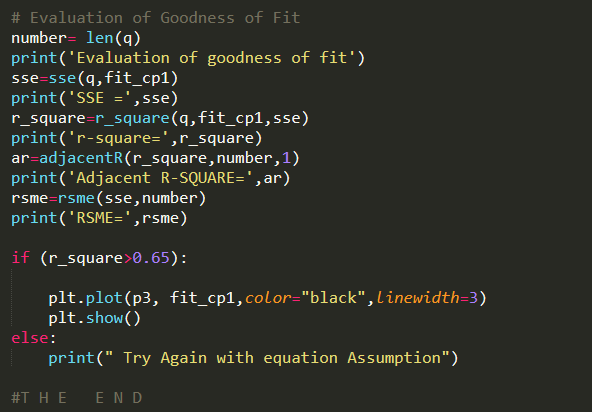 # Evaluation of Goodness of Fit
number= len(q)
print('Evaluation of goodness of fit')
sse=sse(q,fit_cp1)
print('SSE =',sse)
r_square=r_square(q,fit_cp1,sse)
print('r-square=',r_square)
ar=adjacentR(r_square,number,1)
print('Adjacent R-SQUARE=',ar)
rsme=rsme(sse,number)
print('RSME=',rsme)
if (r_square>0.65):
plt.plot(p3, fit_cp1,color="black",linewidth=3)
plt.show()
else:
print(" Try Again with equation Assumption")
#T H E   E N D